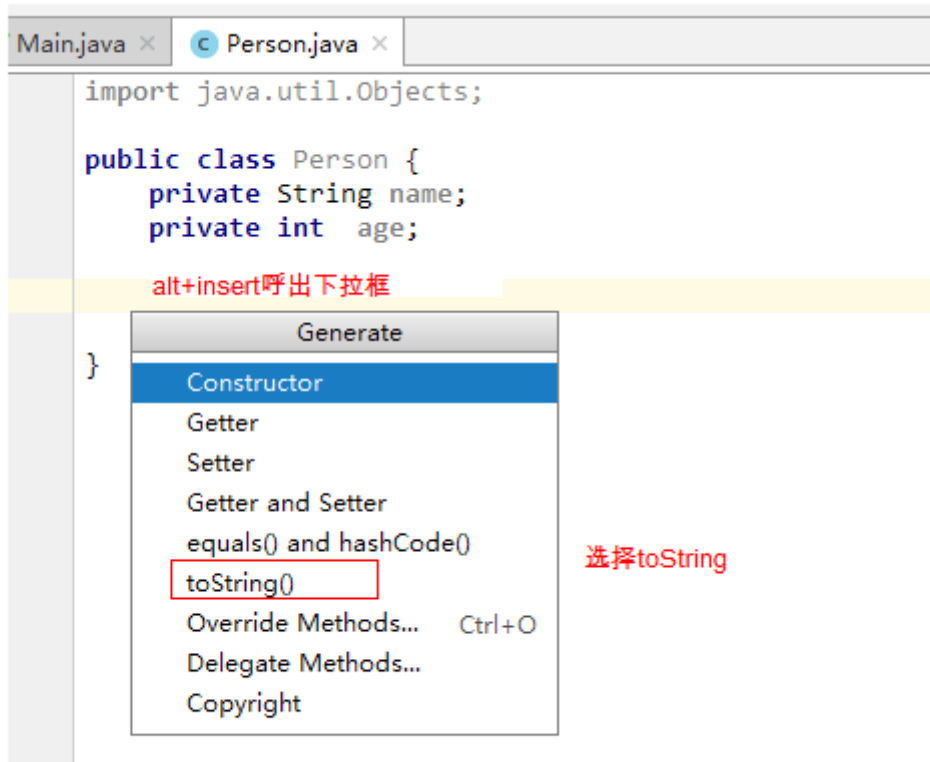 Main.java × C Person.java ×
import java.util.Objects;
public class Person {
private String name;
private int  age;
alt+insert呼出下拉框
Generate
}
Constructor
Getter
Setter
Getter and Setter
equals() and hashCode()
选择toString
toString()
Override Methods... Ctrl+O
Delegate Methods...
Copyright